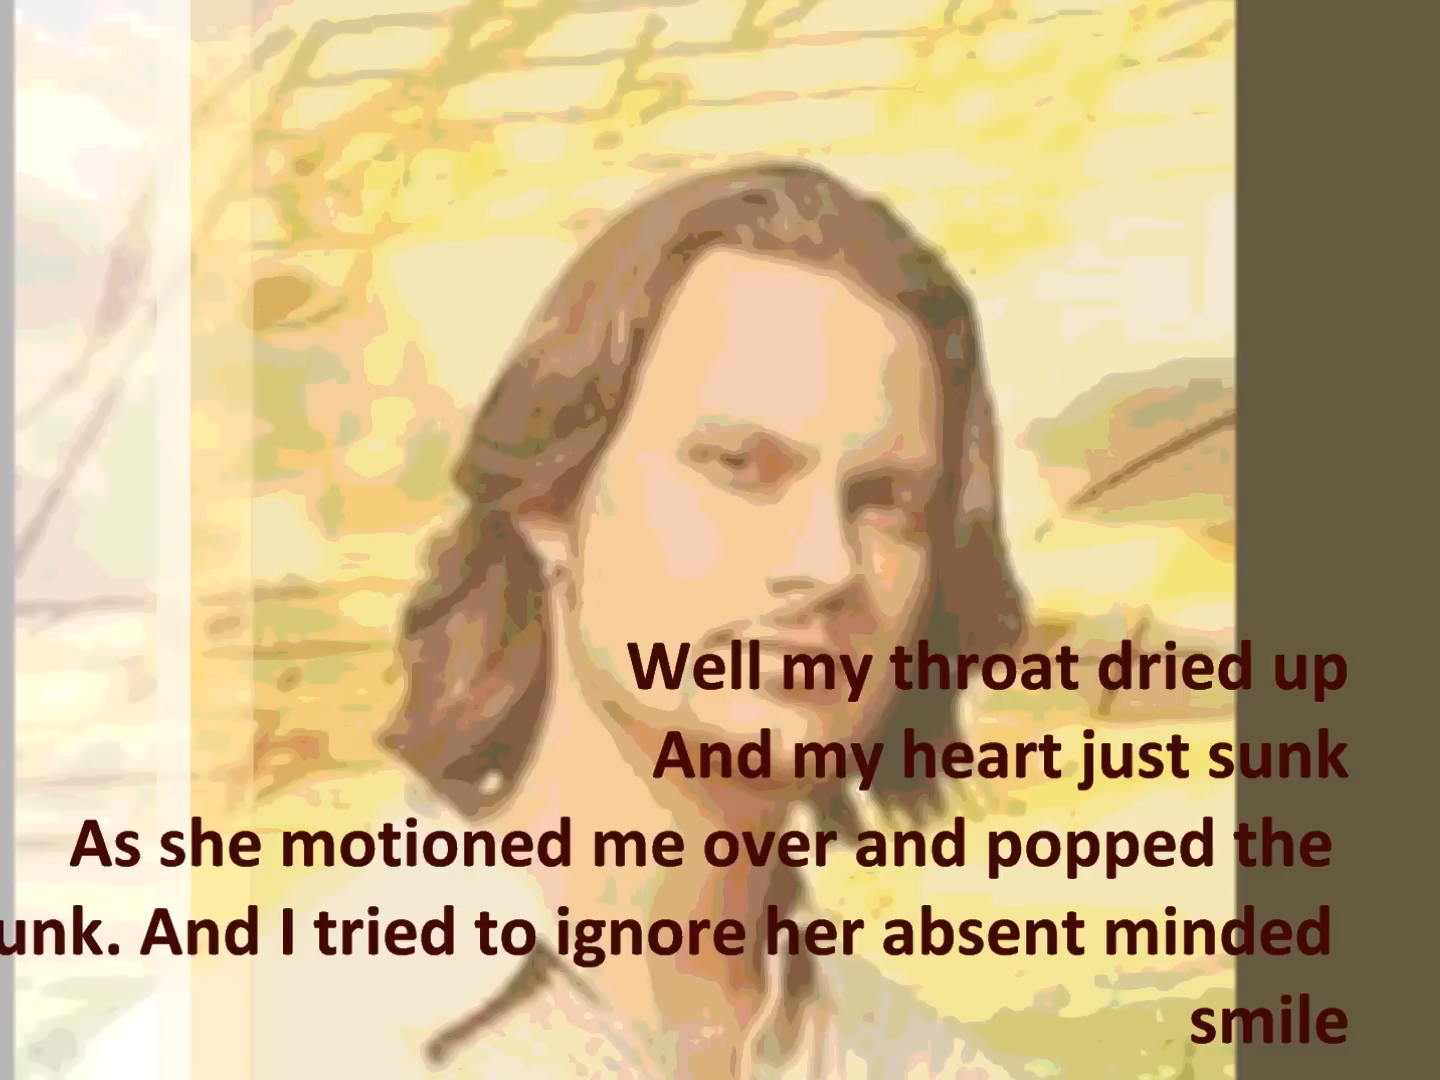 Well my throat dried up
And my heart just sunk
As she motioned me over and popped the
unk. And I tried to ignore her absent minded
smile